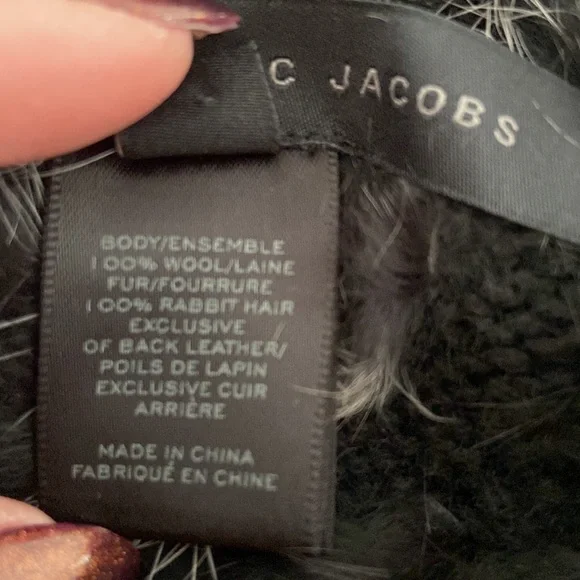 C JACOBS
BODY/ENSEMBLE
100% WOOL/LAINE
FUR/FOURRURE
100% RABBIT HAIR
EXCLUSIVE
OF BACK LEATHER/
POILS DE LAPIN
EXCLUSIVE CUIR
ARRIÈRE
MADE IN CHINA
FABRIQUÉ EN CHINE